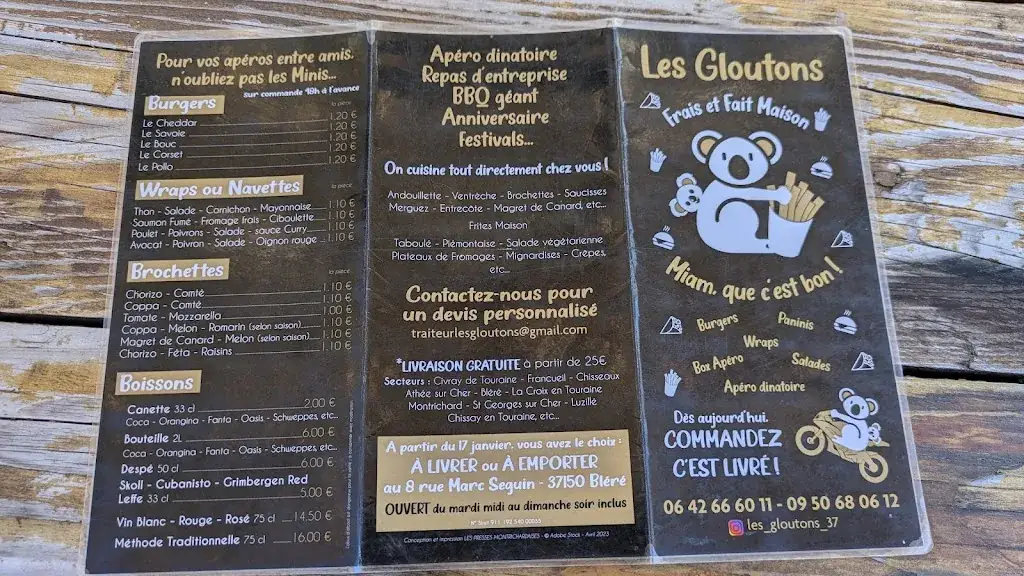 Pour vos apéros entre amis,
n'oubliez pas les Minis...
Sur commande 48h à l'avance
Burgers la pièce
Le Cheddar 1.20 €
Le Savoie 1.20 €
Le Bouc 1.20 €
Le Corset 1.20 €
Le Pollo 1.20 €
Wraps ou Navettes la pièce
Thon - Salade - Cornichon - Mayonnaise 1.10 €
Saumon Fumé - Fromage frais - Ciboulette 1.10 €
Poulet - Poivrons - Salade - sauce Curry 1.10 €
Avocat - Poivron - Salade - Oignon rouge 1.10 €
Brochettes la pièce
Chorizo - Comté 1.10 €
Coppa - Comté 1.10 €
Tomate - Mozzarella 1.00 €
Coppa - Melon - Romarin (selon saison) 1.10 €
Magret de Canard - Melon (selon saison) 1.10 €
Chorizo - Féta - Raisins 1.10 €
Boissons
Canette 33 cl 2.00 €
Coca - Orangina - Fanta - Oasis - Schweppes, etc...
Bouteille 2L 6.00 €
Coca - Orangina - Fanta - Oasis - Schweppes, etc...
Despé 50 cl 6.00 €
Skoll - Cubanisto - Grimbergen Red
Leffe 33 cl 5.00 €
Vin Blanc - Rouge - Rosé 75 cl 14.50 €
Méthode Traditionnelle 75 cl 16.00 €
Apéro dinatoire
Repas d'entreprise
BBQ géant
Anniversaire
Festivals...
On cuisine tout directement chez vous !
Andouillette - Ventrèche - Brochettes - Saucisses
Merguez - Entrecôte - Magret de Canard, etc...
Frites Maison
Taboulé - Piémontaise - Salade végétarienne
Plateaux de Fromages - Mignardises - Crêpes,
etc...
Contactez-nous pour
un devis personnalisé
traiteurlesgloutons@gmail.com
*LIVRAISON GRATUITE à partir de 25€
Secteurs : Civray de Touraine - Francueil - Chisseaux
Athée sur Cher - Bléré - La Croix en Touraine
Montrichard - St Georges sur Cher - Luzillé
Chissay en Touraine, etc...
A partir du 17 janvier, vous avez le choix :
À LIVRER ou À EMPORTER
au 8 rue Marc Seguin - 37150 Bléré
OUVERT du mardi midi au dimanche soir inclus
N° Siret 911 192 540 00035
Conception et impression LES PRESSES MONTRICHARDAISES - © Adobe Stock - Avril 2023
Les Gloutons
Frais et Fait Maison
Miam, que c'est bon !
Burgers Paninis
Wraps
Box Apéro Salades
Apéro dinatoire
Dès aujourd'hui,
COMMANDEZ
C'EST LIVRÉ !
06 42 66 60 11 - 09 50 68 06 12
les_gloutons_37